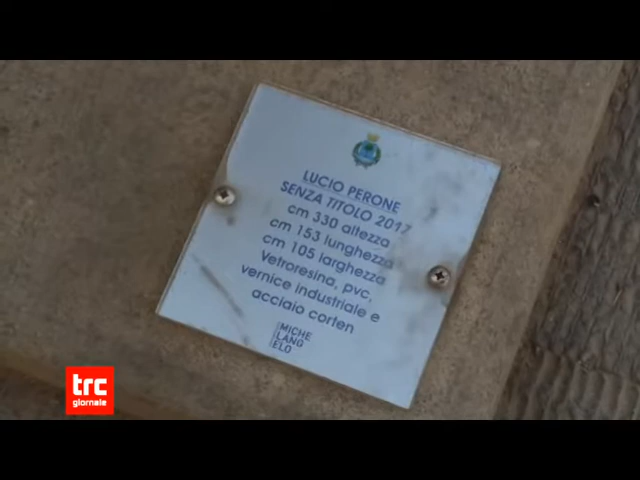 LUCIO PERONE
SENZA TITOLO 2017
cm 330 altezza
cm 153 lunghezza
cm 105 larghezza
Vetroresina, pvc,
vernice industriale e
acciaio corten
MICHE
LANG
ELO
trc
giornale